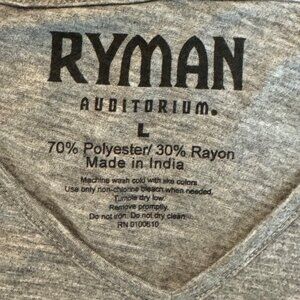 RYMAN
AUDITORIUM.
L
70% Polyester/ 30% Rayon
Made in India
Machine wash cold with like colors.
Use only non-chlorine bleach when needed.
Tumble dry low.
Remove promptly.
Do not iron. Do not dry clean.
RN 0100610